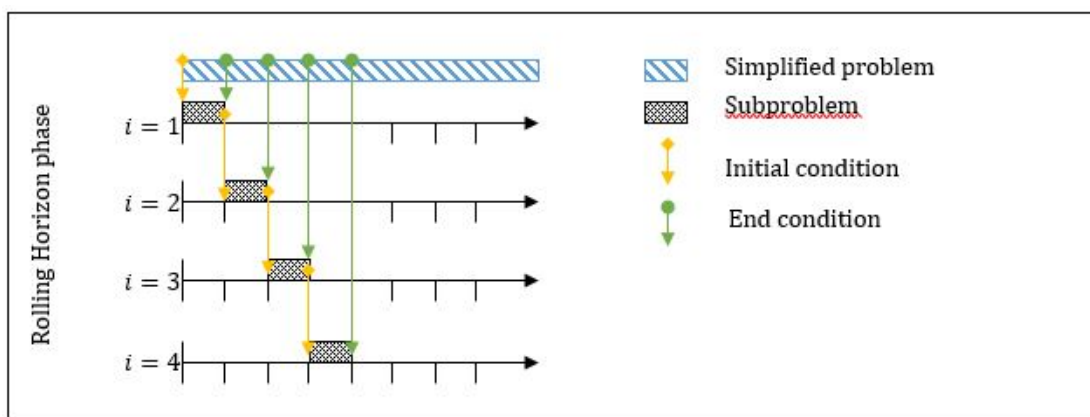 Rolling Horizon phase
i = 1
i = 2
i = 3
i = 4
Simplified problem
Subproblem
Initial condition
End condition